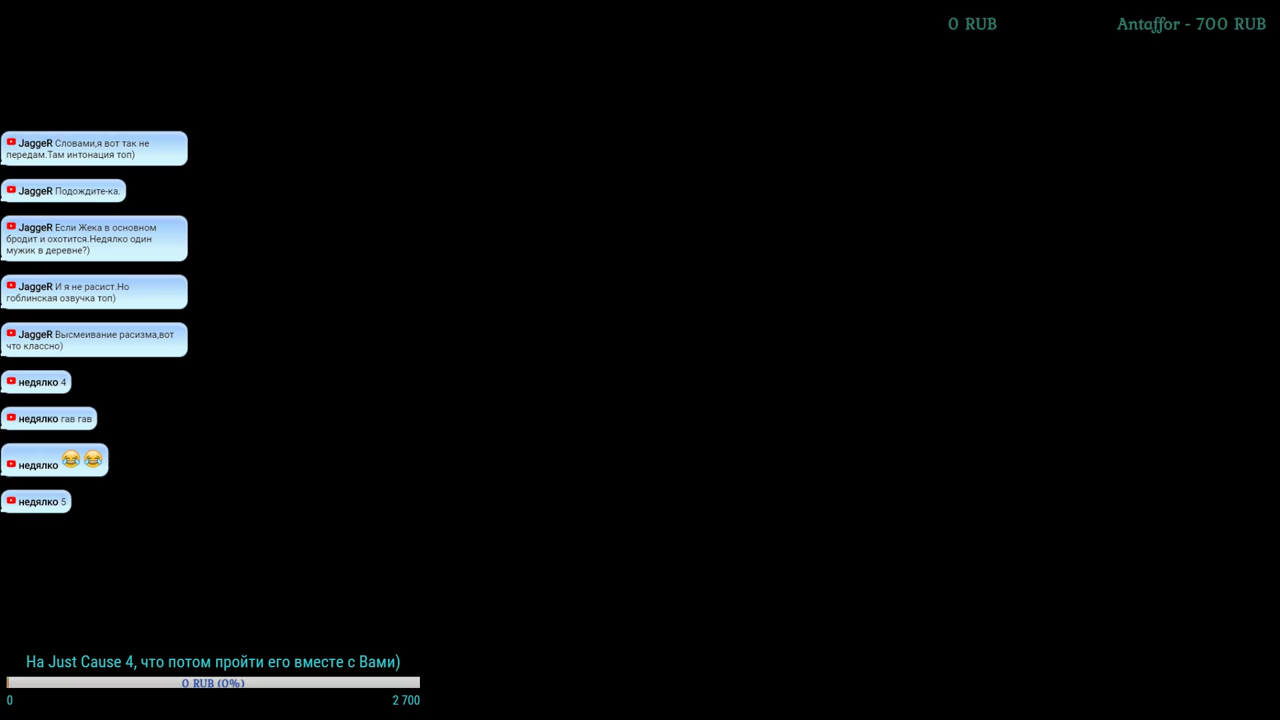 0 RUB
Antaffor - 700 RUB
JaggeR Словами,я вот так не
передам.Там интонация топ)
JaggeR Подождите-ка.
JaggeR Если Жека в основном
бродит и охотится.Недялко один
мужик в деревне?)
JaggeR И я не расист.Но
гоблинская озвучка топ)
JaggeR Высмеивание расизма,вот
что классно)
недялко 4
недялко гав гав
недялко 😂 😂
недялко 5
На Just Cause 4, что потом пройти его вместе с Вами)
0 RUB (0%)
0
2 700